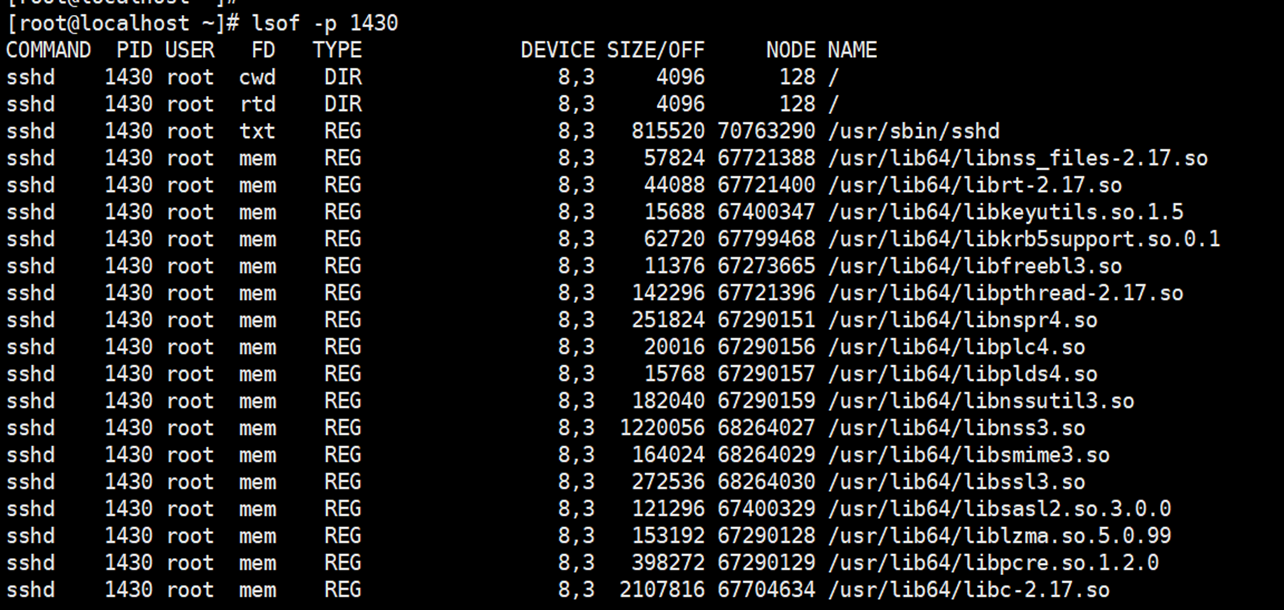 [root@localhost ~]#
[root@localhost ~]# lsof -p 1430
COMMAND  PID USER   FD   TYPE             DEVICE SIZE/OFF     NODE NAME
sshd    1430 root  cwd    DIR                8,3     4096      128 /
sshd    1430 root  rtd    DIR                8,3     4096      128 /
sshd    1430 root  txt    REG                8,3   815520 70763290 /usr/sbin/sshd
sshd    1430 root  mem    REG                8,3    57824 67721388 /usr/lib64/libnss_files-2.17.so
sshd    1430 root  mem    REG                8,3    44088 67721400 /usr/lib64/librt-2.17.so
sshd    1430 root  mem    REG                8,3    15688 67400347 /usr/lib64/libkeyutils.so.1.5
sshd    1430 root  mem    REG                8,3    62720 67799468 /usr/lib64/libkrb5support.so.0.1
sshd    1430 root  mem    REG                8,3    11376 67273665 /usr/lib64/libfreebl3.so
sshd    1430 root  mem    REG                8,3   142296 67721396 /usr/lib64/libpthread-2.17.so
sshd    1430 root  mem    REG                8,3   251824 67290151 /usr/lib64/libnspr4.so
sshd    1430 root  mem    REG                8,3    20016 67290156 /usr/lib64/libplc4.so
sshd    1430 root  mem    REG                8,3    15768 67290157 /usr/lib64/libplds4.so
sshd    1430 root  mem    REG                8,3   182040 67290159 /usr/lib64/libnssutil3.so
sshd    1430 root  mem    REG                8,3  1220056 68264027 /usr/lib64/libnss3.so
sshd    1430 root  mem    REG                8,3   164024 68264029 /usr/lib64/libsmime3.so
sshd    1430 root  mem    REG                8,3   272536 68264030 /usr/lib64/libssl3.so
sshd    1430 root  mem    REG                8,3   121296 67400329 /usr/lib64/libsasl2.so.3.0.0
sshd    1430 root  mem    REG                8,3   153192 67290128 /usr/lib64/liblzma.so.5.0.99
sshd    1430 root  mem    REG                8,3   398272 67290129 /usr/lib64/libpcre.so.1.2.0
sshd    1430 root  mem    REG                8,3  2107816 67704634 /usr/lib64/libc-2.17.so